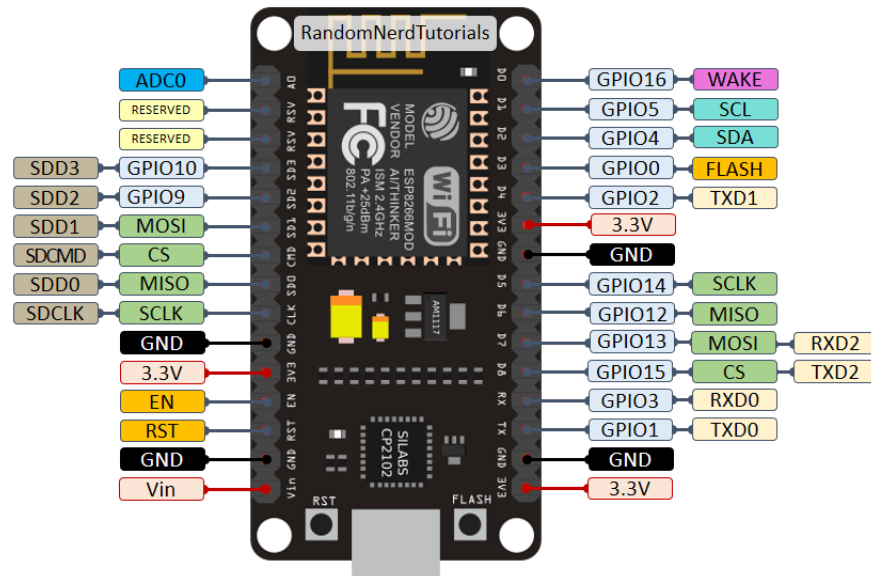 RandomNerdTutorials
ADC0 A0 D0 GPIO16 WAKE
RESERVED RSV D1 GPIO5 SCL
RESERVED RSV D2 GPIO4 SDA
SDD3 GPIO10 SD3 D3 GPIO0 FLASH
SDD2 GPIO9 SD2 D4 GPIO2 TXD1
SDD1 MOSI SD1 3V3 3.3V
SDCMD CS CMD GND GND
SDD0 MISO SD0 D5 GPIO14 SCLK
SDCLK SCLK CLK D6 GPIO12 MISO
GND GND D7 GPIO13 MOSI RXD2
3.3V 3V3 D8 GPIO15 CS TXD2
EN EN RX GPIO3 RXD0
RST RST TX GPIO1 TXD0
GND GND GND GND
Vin Vin 3V3 3.3V
MODEL ESP8266MOD
VENDOR AI/THINKER
ISM 2.4GHz
PA +25dBm
802.11b/g/n
FC
WiFi
AM1117
SILABS
CP2102
RST
FLASH